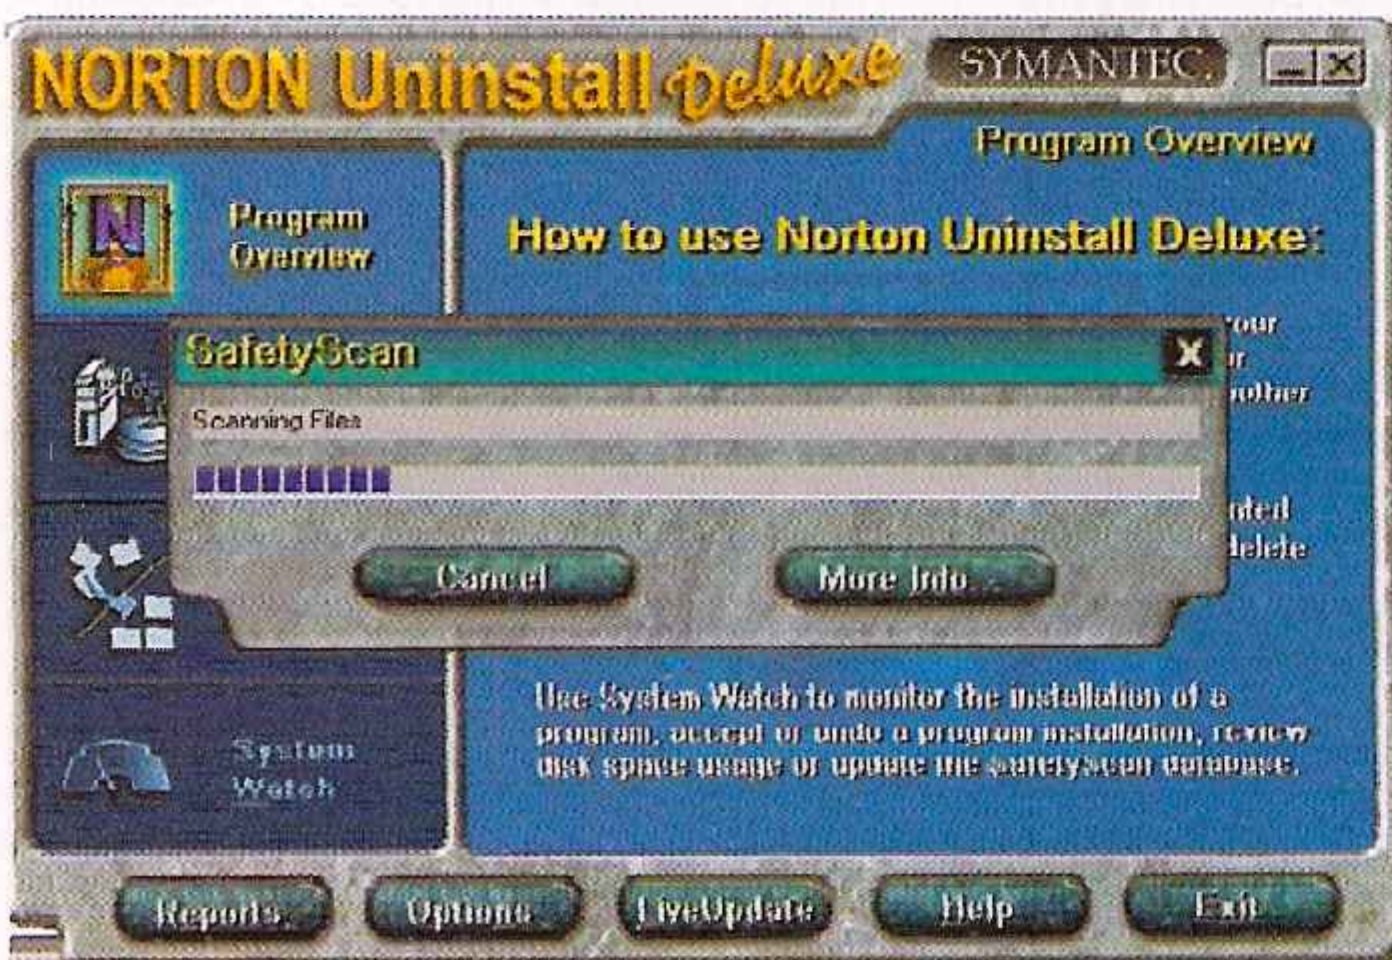 NORTON Uninstall Deluxe
SYMANTEC.
Program Overview
Program
Overview
How to use Norton Uninstall Deluxe:
SafetyScan
X
Scanning Files
Cancel
More Info...
System
Watch
Use System Watch to monitor the installation of a
program, accept or undo a program installation, review
disk space usage or update the SafetyScan database.
Reports
Options
LiveUpdate
Help
Exit